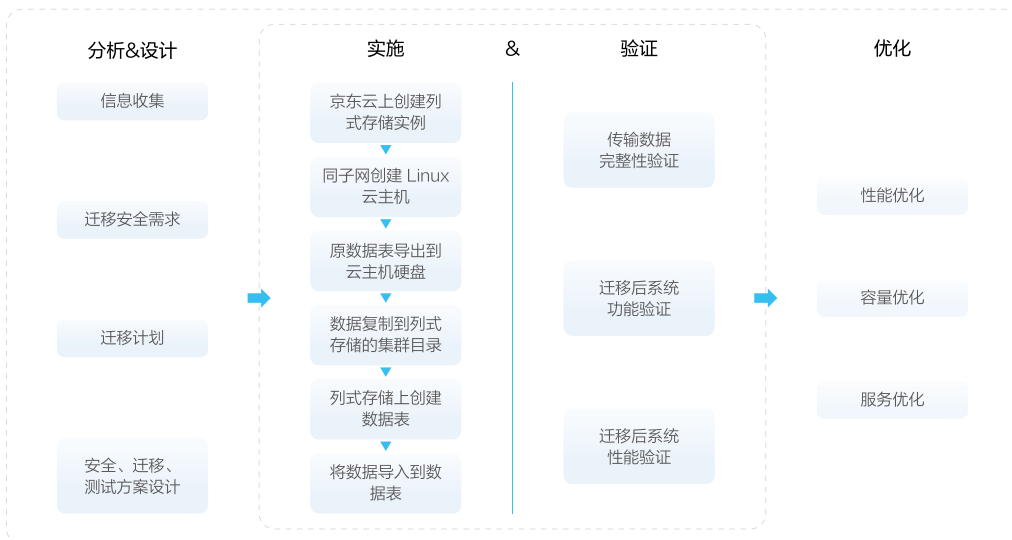 分析&设计
信息收集
迁移安全需求
迁移计划
安全、迁移、
测试方案设计
实施 & 验证
京东云上创建列
式存储实例
同子网创建 Linux
云主机
原数据表导出到
云主机硬盘
数据复制到列式
存储的集群目录
列式存储上创建
数据表
将数据导入到数
据表
传输数据
完整性验证
迁移后系统
功能验证
迁移后系统
性能验证
优化
性能优化
容量优化
服务优化